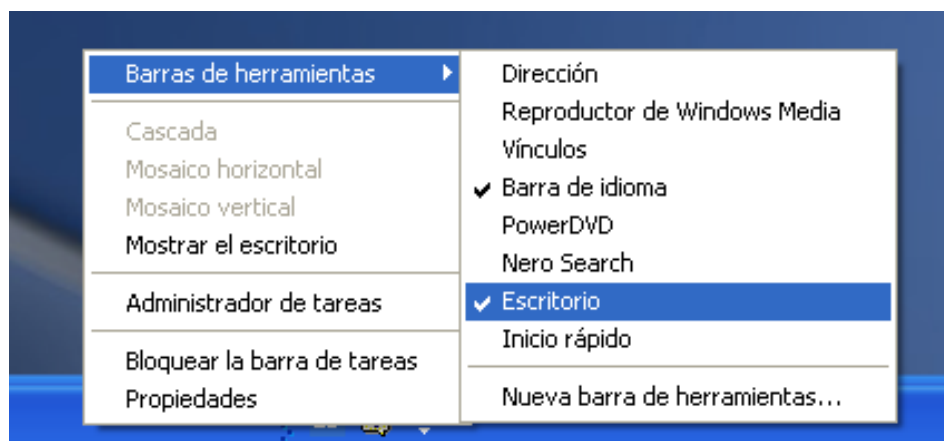 Barras de herramientas
Cascada
Mosaico horizontal
Mosaico vertical
Mostrar el escritorio
Administrador de tareas
Bloquear la barra de tareas
Propiedades
Dirección
Reproductor de Windows Media
Vínculos
Barra de idioma
PowerDVD
Nero Search
Escritorio
Inicio rápido
Nueva barra de herramientas...